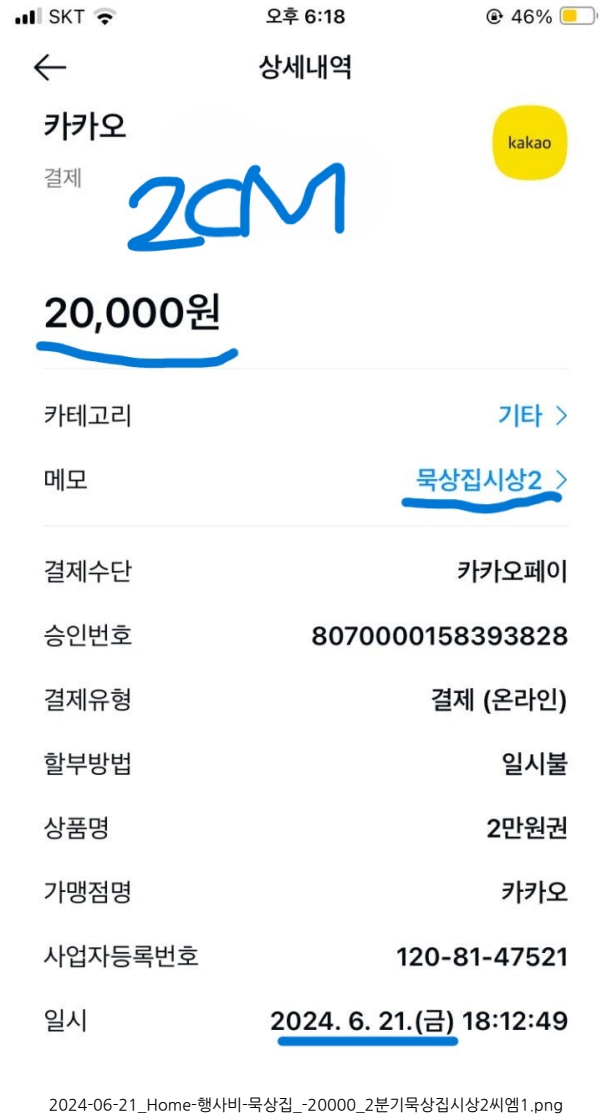 SKT 오후 6:18 46%
상세내역
카카오
kakao
결제
2CM
20,000원
카테고리 기타 >
메모 묵상집시상2 >
결제수단 카카오페이
승인번호 8070000158393828
결제유형 결제 (온라인)
할부방법 일시불
상품명 2만원권
가맹점명 카카오
사업자등록번호 120-81-47521
일시 2024. 6. 21.(금) 18:12:49
2024-06-21_Home-행사비-묵상집_-20000_2분기묵상집시상2씨엠1.png